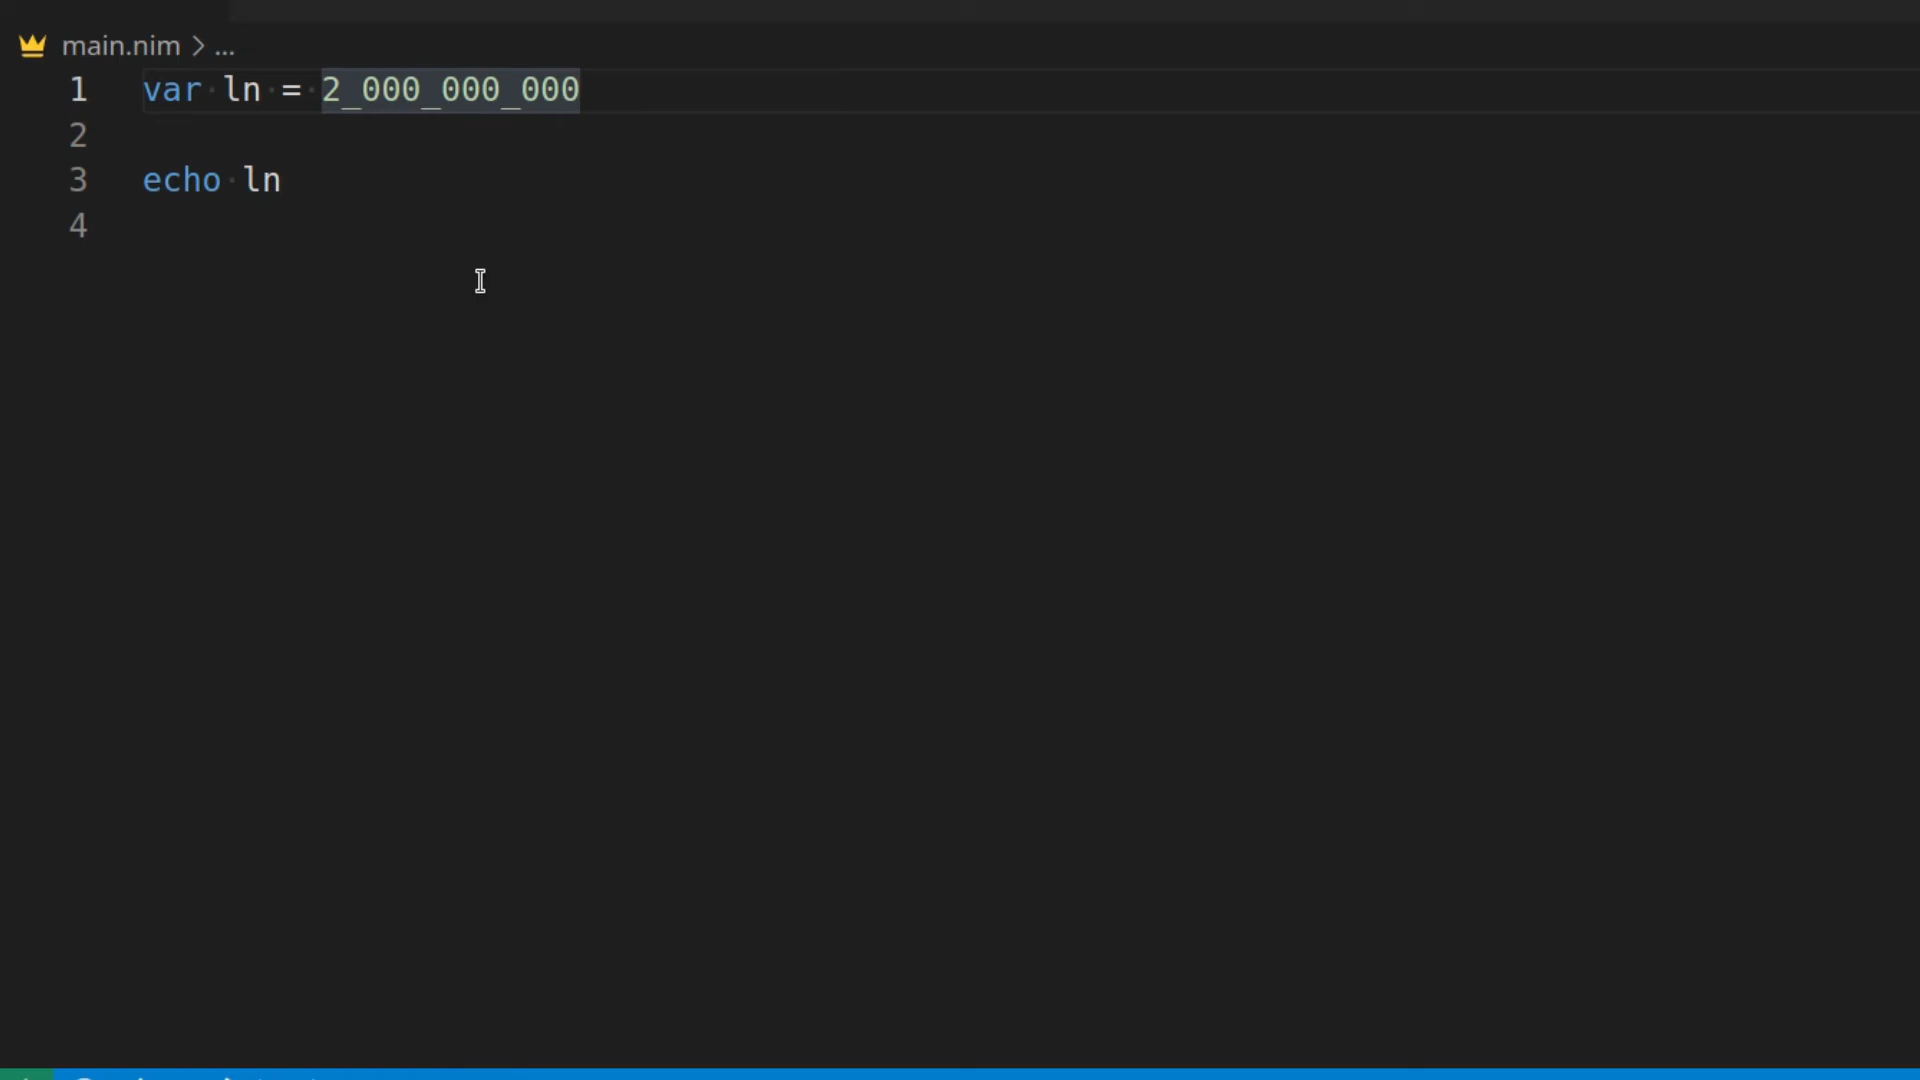 main.nim > ...
1 var ln = 2_000_000_000
2
3 echo ln
4